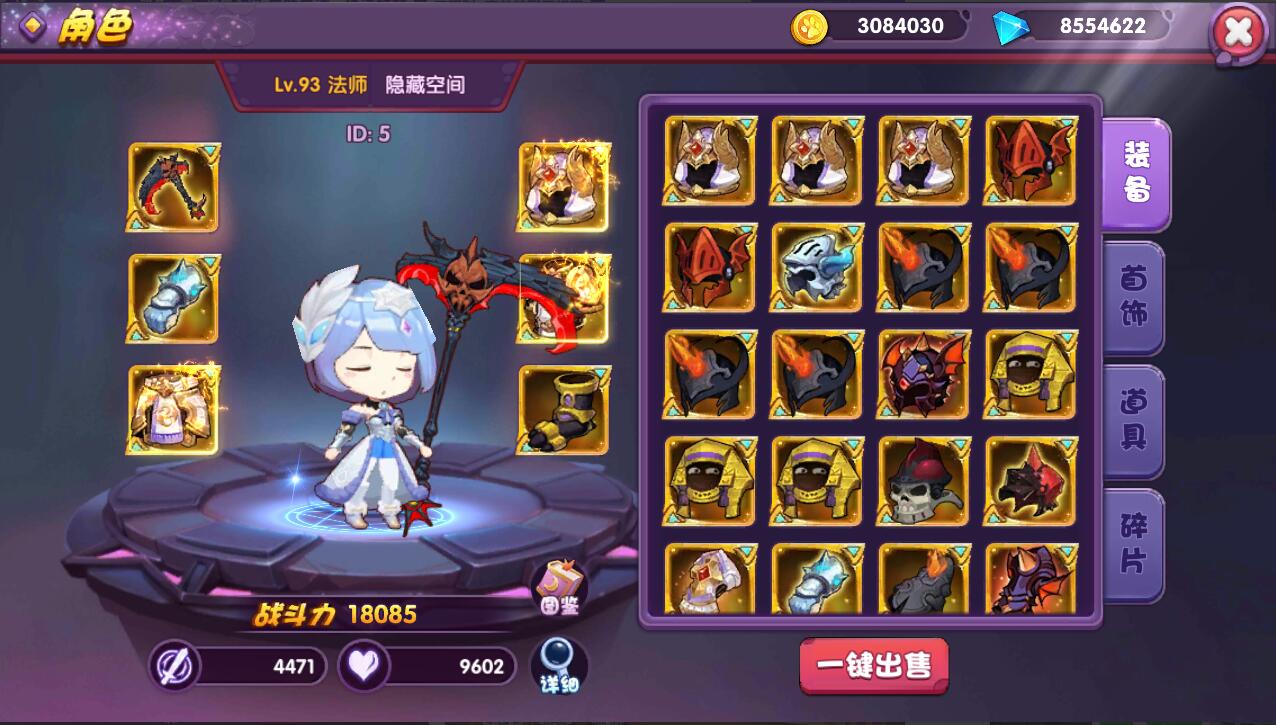 角色
3084030
8554622
Lv.93 法师 隐藏空间
ID: 5
装备
首饰
道具
碎片
图鉴
战斗力 18085
4471
9602
详细
一键出售